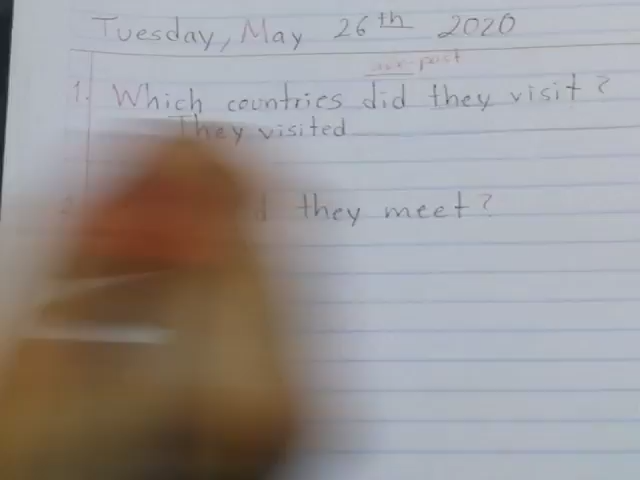 Tuesday, May 26th 2020
past
1. Which countries did they visit?
They visited
they meet?